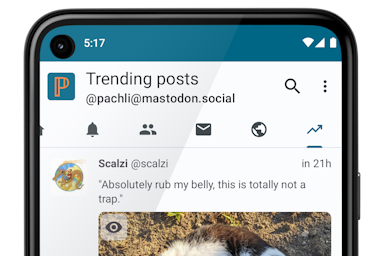 5:17
P
Trending posts
@pachli@mastodon.social
Scalzi @scalzi in 21h
"Absolutely rub my belly, this is totally not a
trap."